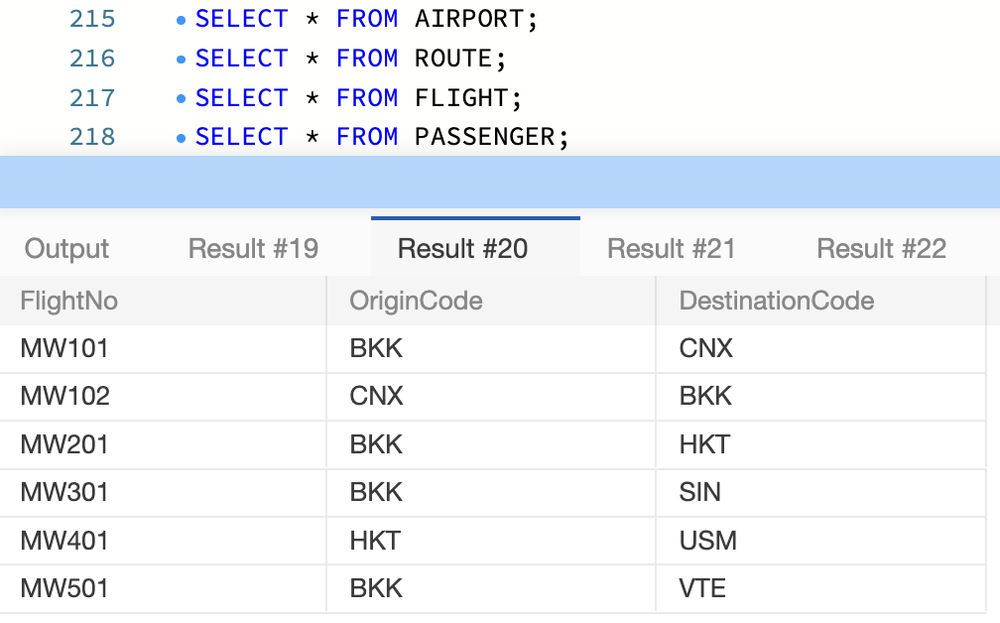 215 SELECT * FROM AIRPORT;
216 SELECT * FROM ROUTE;
217 SELECT * FROM FLIGHT;
218 SELECT * FROM PASSENGER;
Output Result #19 Result #20 Result #21 Result #22
FlightNo OriginCode DestinationCode
MW101 BKK CNX
MW102 CNX BKK
MW201 BKK HKT
MW301 BKK SIN
MW401 HKT USM
MW501 BKK VTE